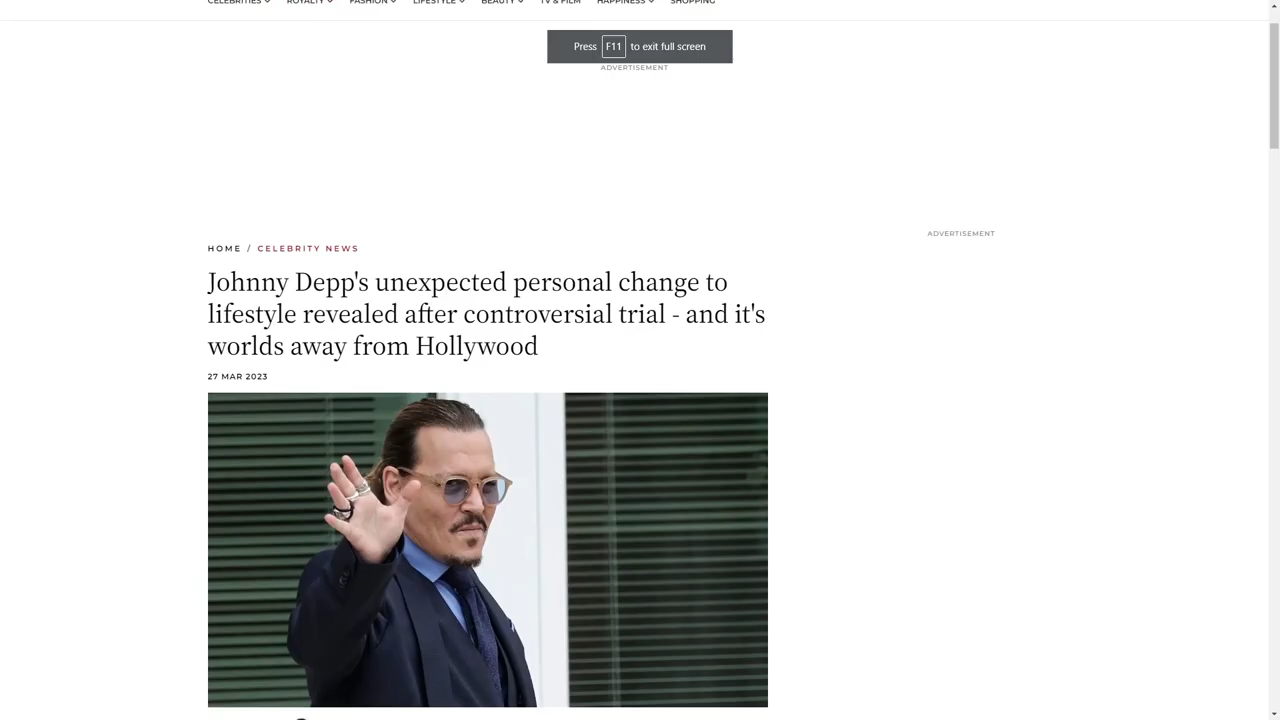 CELEBRITIES ROYALTY FASHION LIFESTYLE BEAUTY TV & FILM HAPPINESS SHOPPING
Press F11 to exit full screen
ADVERTISEMENT
ADVERTISEMENT
HOME / CELEBRITY NEWS
Johnny Depp's unexpected personal change to
lifestyle revealed after controversial trial - and it's
worlds away from Hollywood
27 MAR 2023